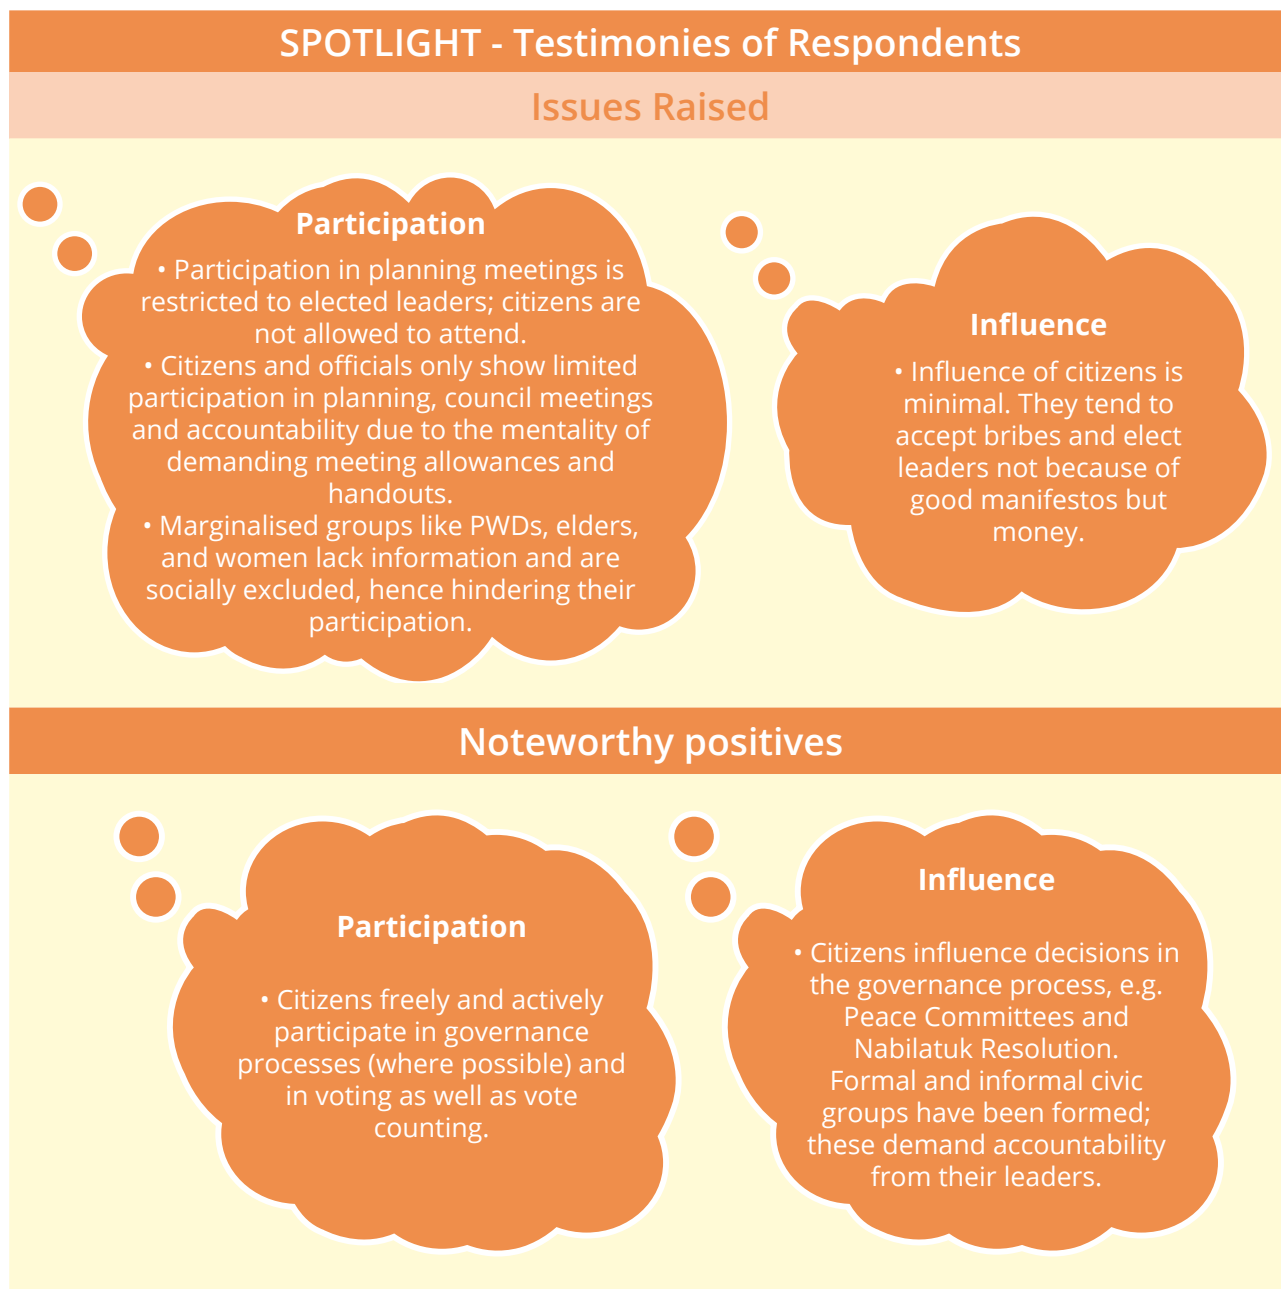 SPOTLIGHT - Testimonies of Respondents
Issues Raised
Participation
• Participation in planning meetings is
restricted to elected leaders; citizens are
not allowed to attend.
• Citizens and officials only show limited
participation in planning, council meetings
and accountability due to the mentality of
demanding meeting allowances and
handouts.
• Marginalised groups like PWDs, elders,
and women lack information and are
socially excluded, hence hindering their
participation.
Influence
• Influence of citizens is
minimal. They tend to
accept bribes and elect
leaders not because of
good manifestos but
money.
Noteworthy positives
Participation
• Citizens freely and actively
participate in governance
processes (where possible) and
in voting as well as vote
counting.
Influence
• Citizens influence decisions in
the governance process, e.g.
Peace Committees and
Nabilatuk Resolution.
Formal and informal civic
groups have been formed;
these demand accountability
from their leaders.